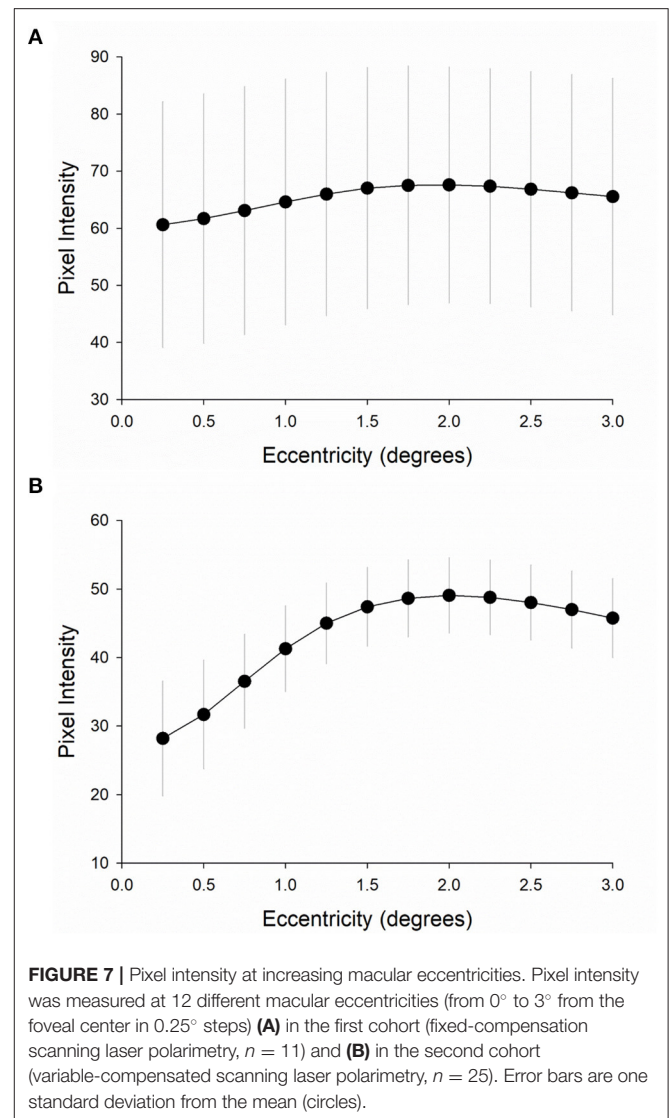 A
90
80
70
60
50
40
30
Pixel Intensity
0.0 0.5 1.0 1.5 2.0 2.5 3.0
Eccentricity (degrees)
B
60
50
40
30
20
10
Pixel Intensity
0.0 0.5 1.0 1.5 2.0 2.5 3.0
Eccentricity (degrees)
FIGURE 7 | Pixel intensity at increasing macular eccentricities. Pixel intensity
was measured at 12 different macular eccentricities (from 0° to 3° from the
foveal center in 0.25° steps) (A) in the first cohort (fixed-compensation
scanning laser polarimetry, n = 11) and (B) in the second cohort
(variable-compensated scanning laser polarimetry, n = 25). Error bars are one
standard deviation from the mean (circles).